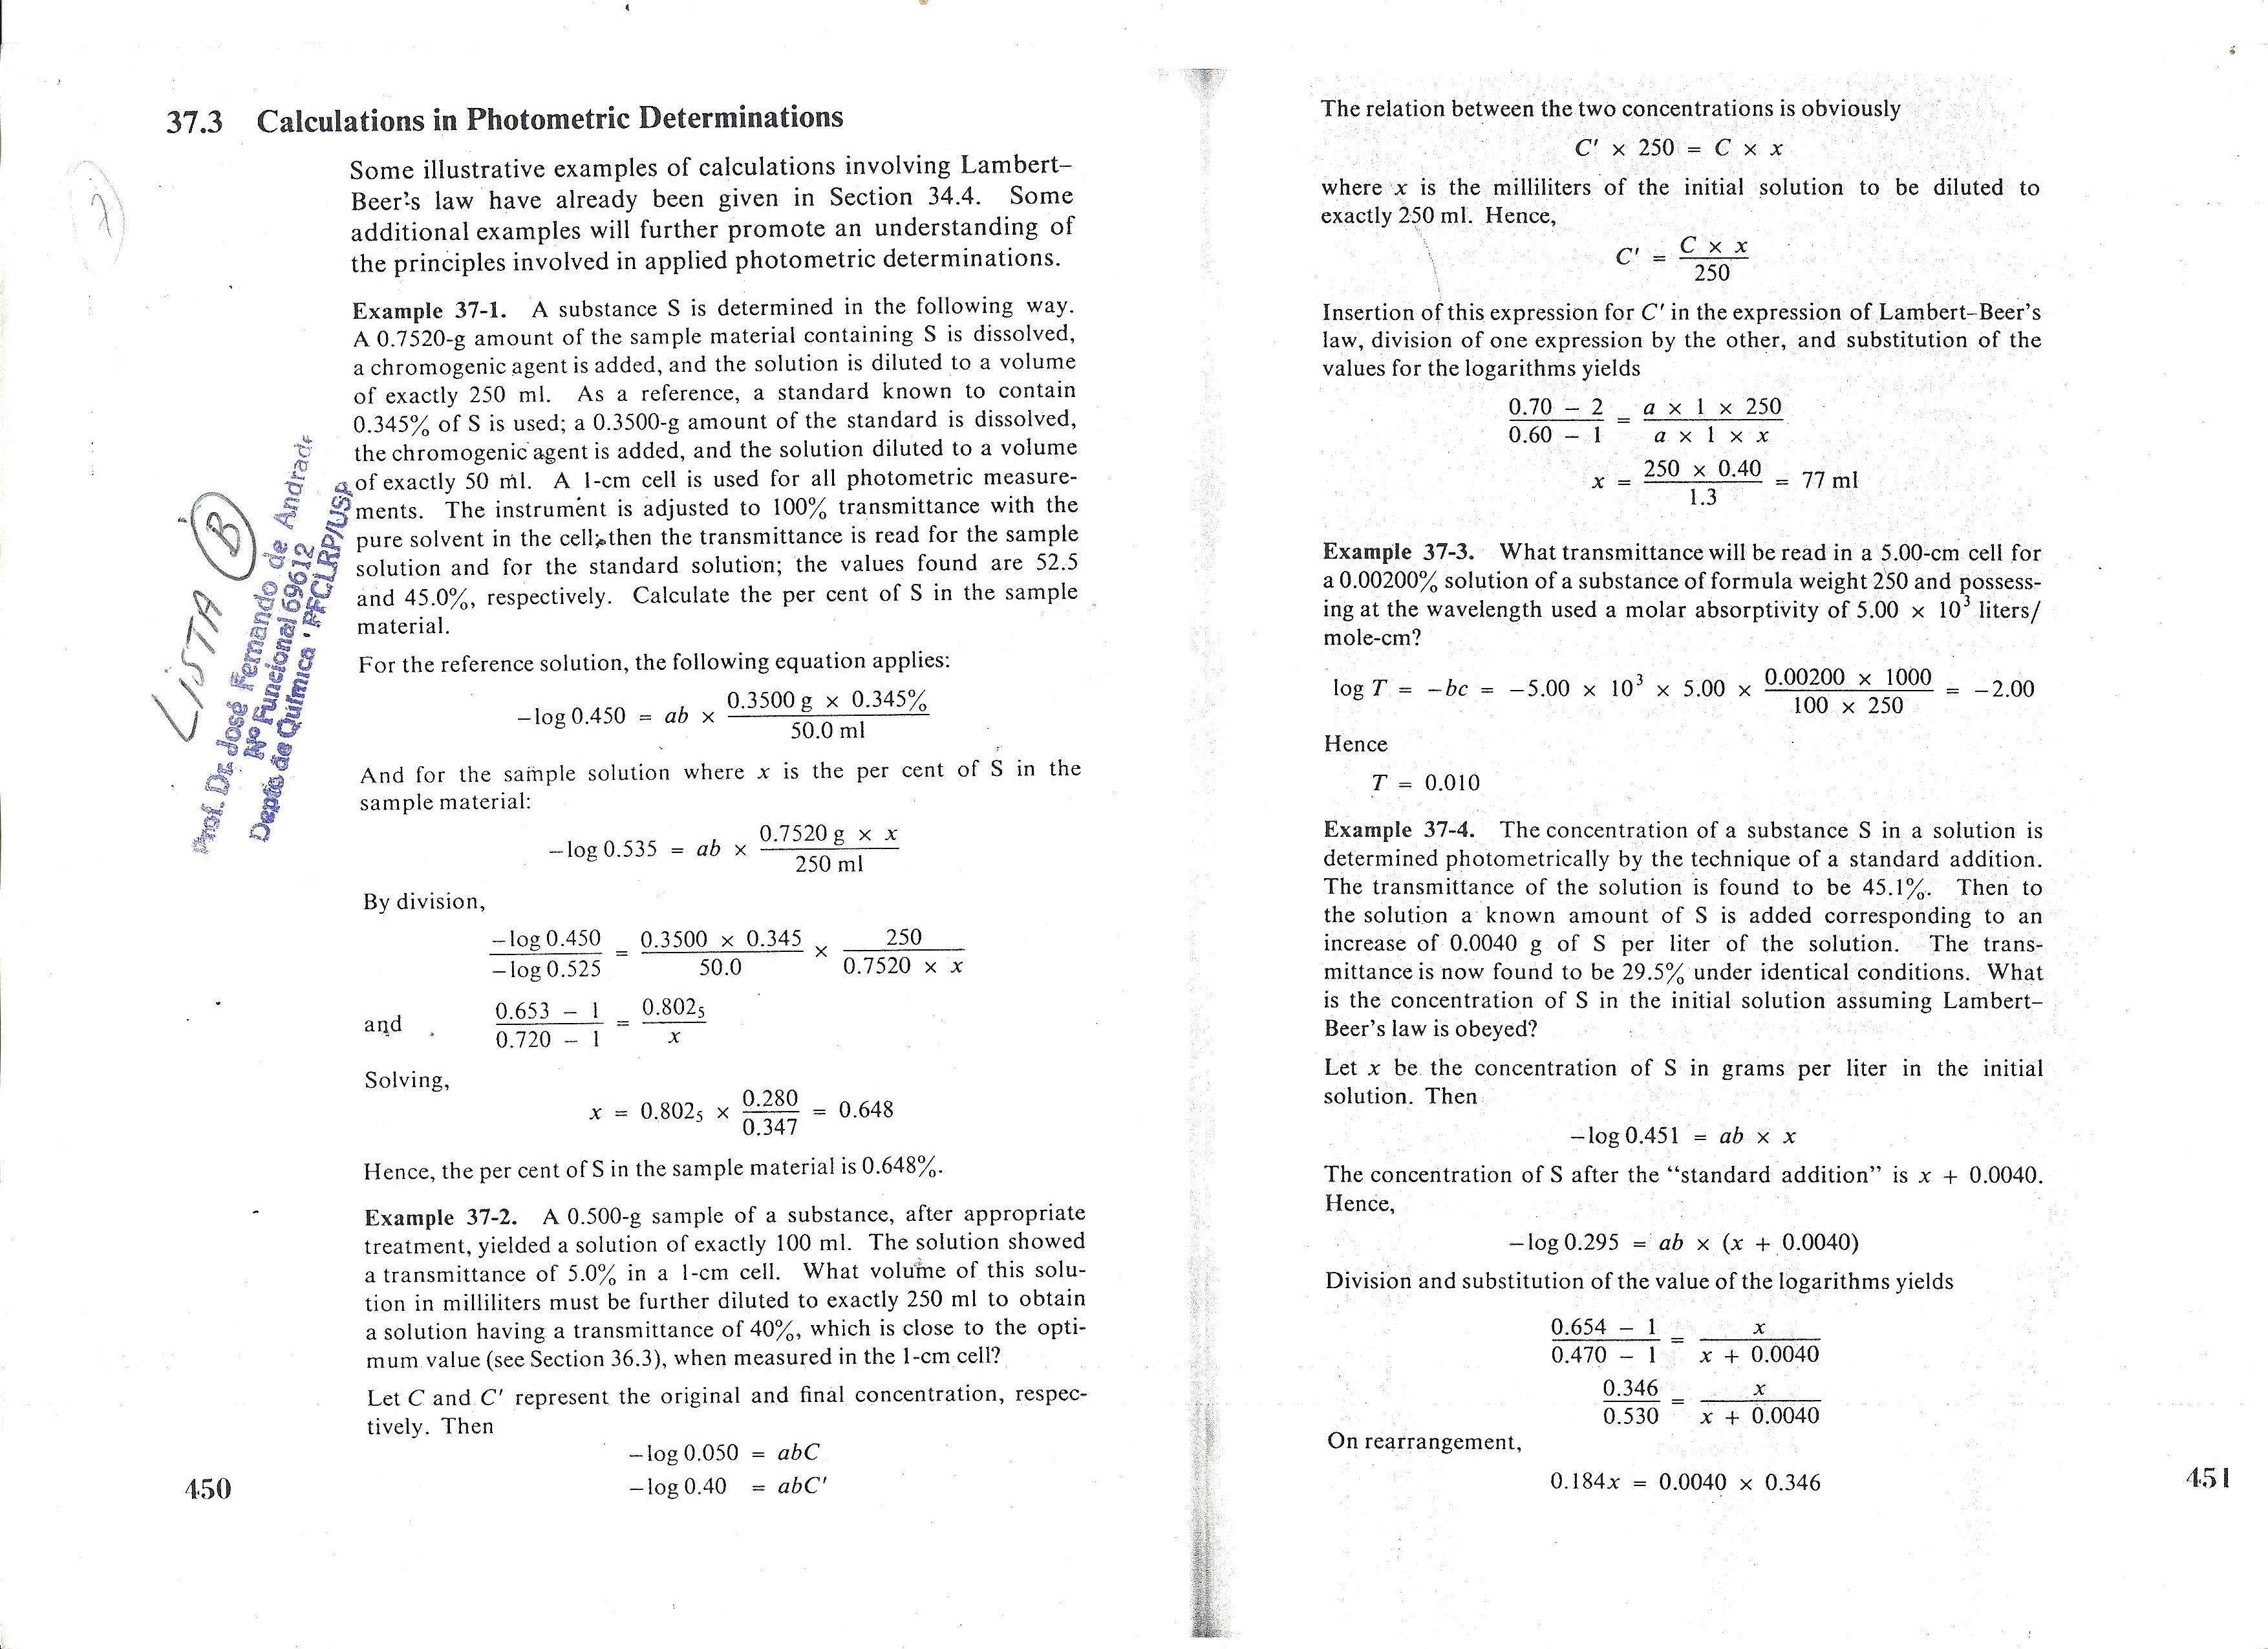 37.3 Calculations in Photometric Determinations
Some illustrative examples of calculations involving Lambert–
Beer's law have already been given in Section 34.4. Some
additional examples will further promote an understanding of
the principles involved in applied photometric determinations.
Example 37-1. A substance S is determined in the following way.
A 0.7520-g amount of the sample material containing S is dissolved,
a chromogenic agent is added, and the solution is diluted to a volume
of exactly 250 ml. As a reference, a standard known to contain
0.345% of S is used; a 0.3500-g amount of the standard is dissolved,
the chromogenic agent is added, and the solution diluted to a volume
of exactly 50 ml. A 1-cm cell is used for all photometric measure-
ments. The instrument is adjusted to 100% transmittance with the
pure solvent in the cell; then the transmittance is read for the sample
solution and for the standard solution; the values found are 52.5
and 45.0%, respectively. Calculate the per cent of S in the sample
material.
For the reference solution, the following equation applies:
−log 0.450 = ab × 0.3500 g × 0.345% / 50.0 ml
And for the sample solution where x is the per cent of S in the
sample material:
−log 0.535 = ab × 0.7520 g × x / 250 ml
By division,
−log 0.450 / −log 0.525 = 0.3500 × 0.345 / 50.0 × 250 / 0.7520 × x
and 0.653 − 1 / 0.720 − 1 = 0.802₅ / x
Solving,
x = 0.802₅ × 0.280 / 0.347 = 0.648
Hence, the per cent of S in the sample material is 0.648%.
Example 37-2. A 0.500-g sample of a substance, after appropriate
treatment, yielded a solution of exactly 100 ml. The solution showed
a transmittance of 5.0% in a 1-cm cell. What volume of this solu-
tion in milliliters must be further diluted to exactly 250 ml to obtain
a solution having a transmittance of 40%, which is close to the opti-
mum value (see Section 36.3), when measured in the 1-cm cell?
Let C and C' represent the original and final concentration, respec-
tively. Then
−log 0.050 = abC
−log 0.40 = abC'
450
LISTA B
Prof. Dr. José Fernando de Andrade
Nº Funcional 69612
Depto de Química - FFCLRP/USP
The relation between the two concentrations is obviously
C' × 250 = C × x
where x is the milliliters of the initial solution to be diluted to
exactly 250 ml. Hence,
C' = C × x / 250
Insertion of this expression for C' in the expression of Lambert–Beer's
law, division of one expression by the other, and substitution of the
values for the logarithms yields
0.70 − 2 / 0.60 − 1 = a × 1 × 250 / a × 1 × x
x = 250 × 0.40 / 1.3 = 77 ml
Example 37-3. What transmittance will be read in a 5.00-cm cell for
a 0.00200% solution of a substance of formula weight 250 and possess-
ing at the wavelength used a molar absorptivity of 5.00 × 10³ liters/
mole-cm?
log T = −bc = −5.00 × 10³ × 5.00 × 0.00200 × 1000 / 100 × 250 = −2.00
Hence
T = 0.010
Example 37-4. The concentration of a substance S in a solution is
determined photometrically by the technique of a standard addition.
The transmittance of the solution is found to be 45.1%. Then to
the solution a known amount of S is added corresponding to an
increase of 0.0040 g of S per liter of the solution. The trans-
mittance is now found to be 29.5% under identical conditions. What
is the concentration of S in the initial solution assuming Lambert–
Beer's law is obeyed?
Let x be the concentration of S in grams per liter in the initial
solution. Then
−log 0.451 = ab × x
The concentration of S after the “standard addition” is x + 0.0040.
Hence,
−log 0.295 = ab × (x + 0.0040)
Division and substitution of the value of the logarithms yields
0.654 − 1 / 0.470 − 1 = x / x + 0.0040
0.346 / 0.530 = x / x + 0.0040
On rearrangement,
0.184x = 0.0040 × 0.346
451